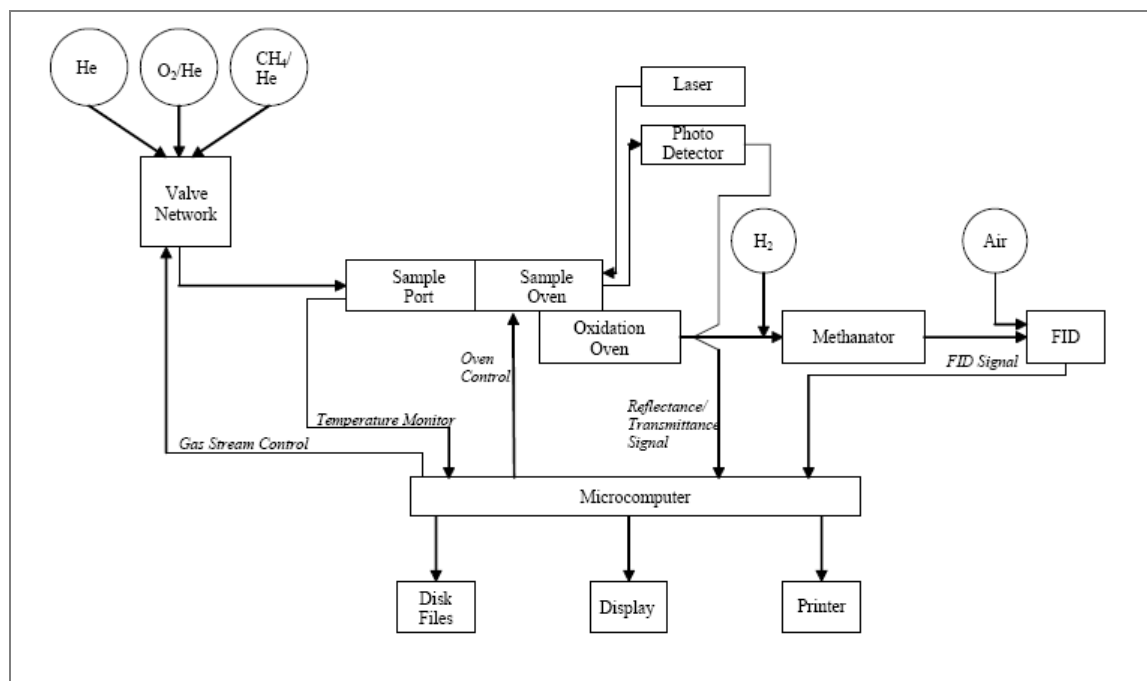 He
O₂/He
CH₄/
He
Laser
Photo
Detector
Valve
Network
H₂
Air
Sample
Port
Sample
Oven
Oxidation
Oven
Methanator
FID
Oven
Control
FID Signal
Reflectance/
Transmittance
Signal
Temperature Monitor
Gas Stream Control
Microcomputer
Disk
Files
Display
Printer